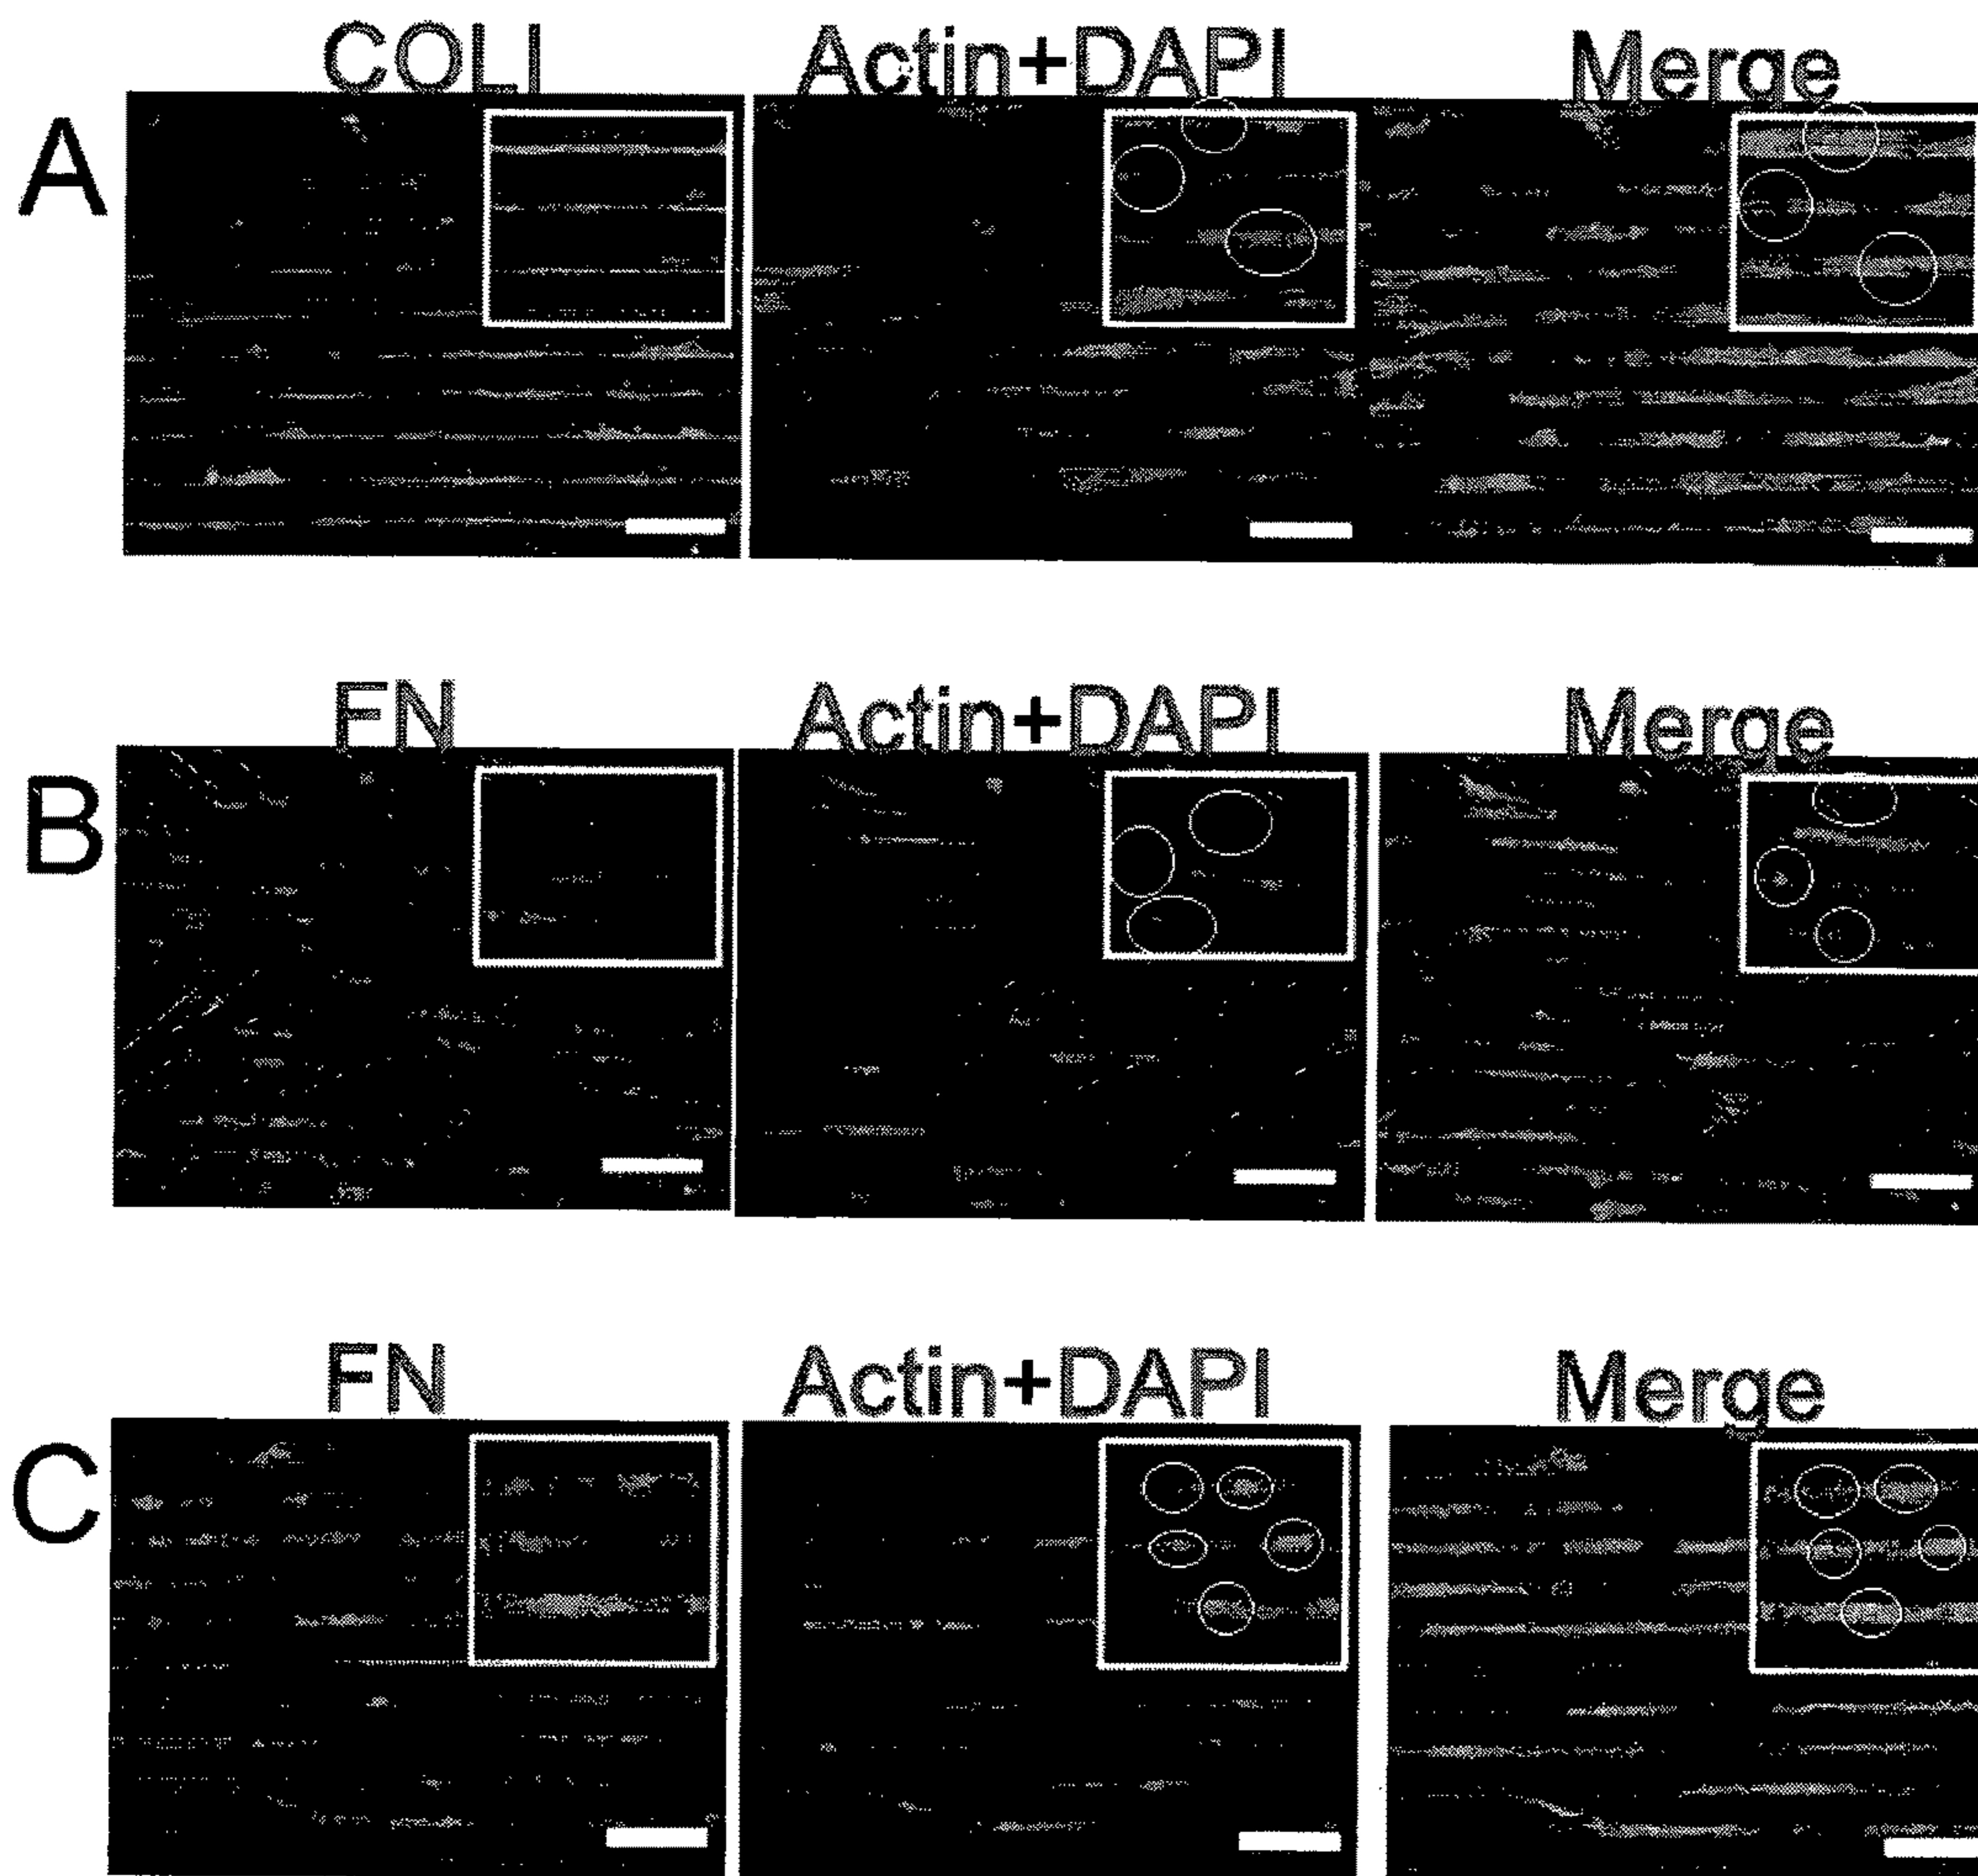 COLI Actin+DAPI Merge
A
FN Actin+DAPI Merge
B
FN Actin+DAPI Merge
C